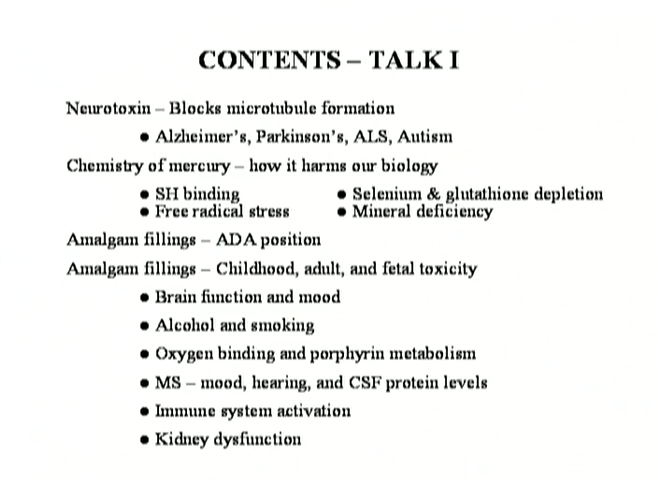 CONTENTS – TALK I
Neurotoxin – Blocks microtubule formation
● Alzheimer's, Parkinson's, ALS, Autism
Chemistry of mercury – how it harms our biology
● SH binding ● Selenium & glutathione depletion
● Free radical stress ● Mineral deficiency
Amalgam fillings – ADA position
Amalgam fillings – Childhood, adult, and fetal toxicity
● Brain function and mood
● Alcohol and smoking
● Oxygen binding and porphyrin metabolism
● MS – mood, hearing, and CSF protein levels
● Immune system activation
● Kidney dysfunction